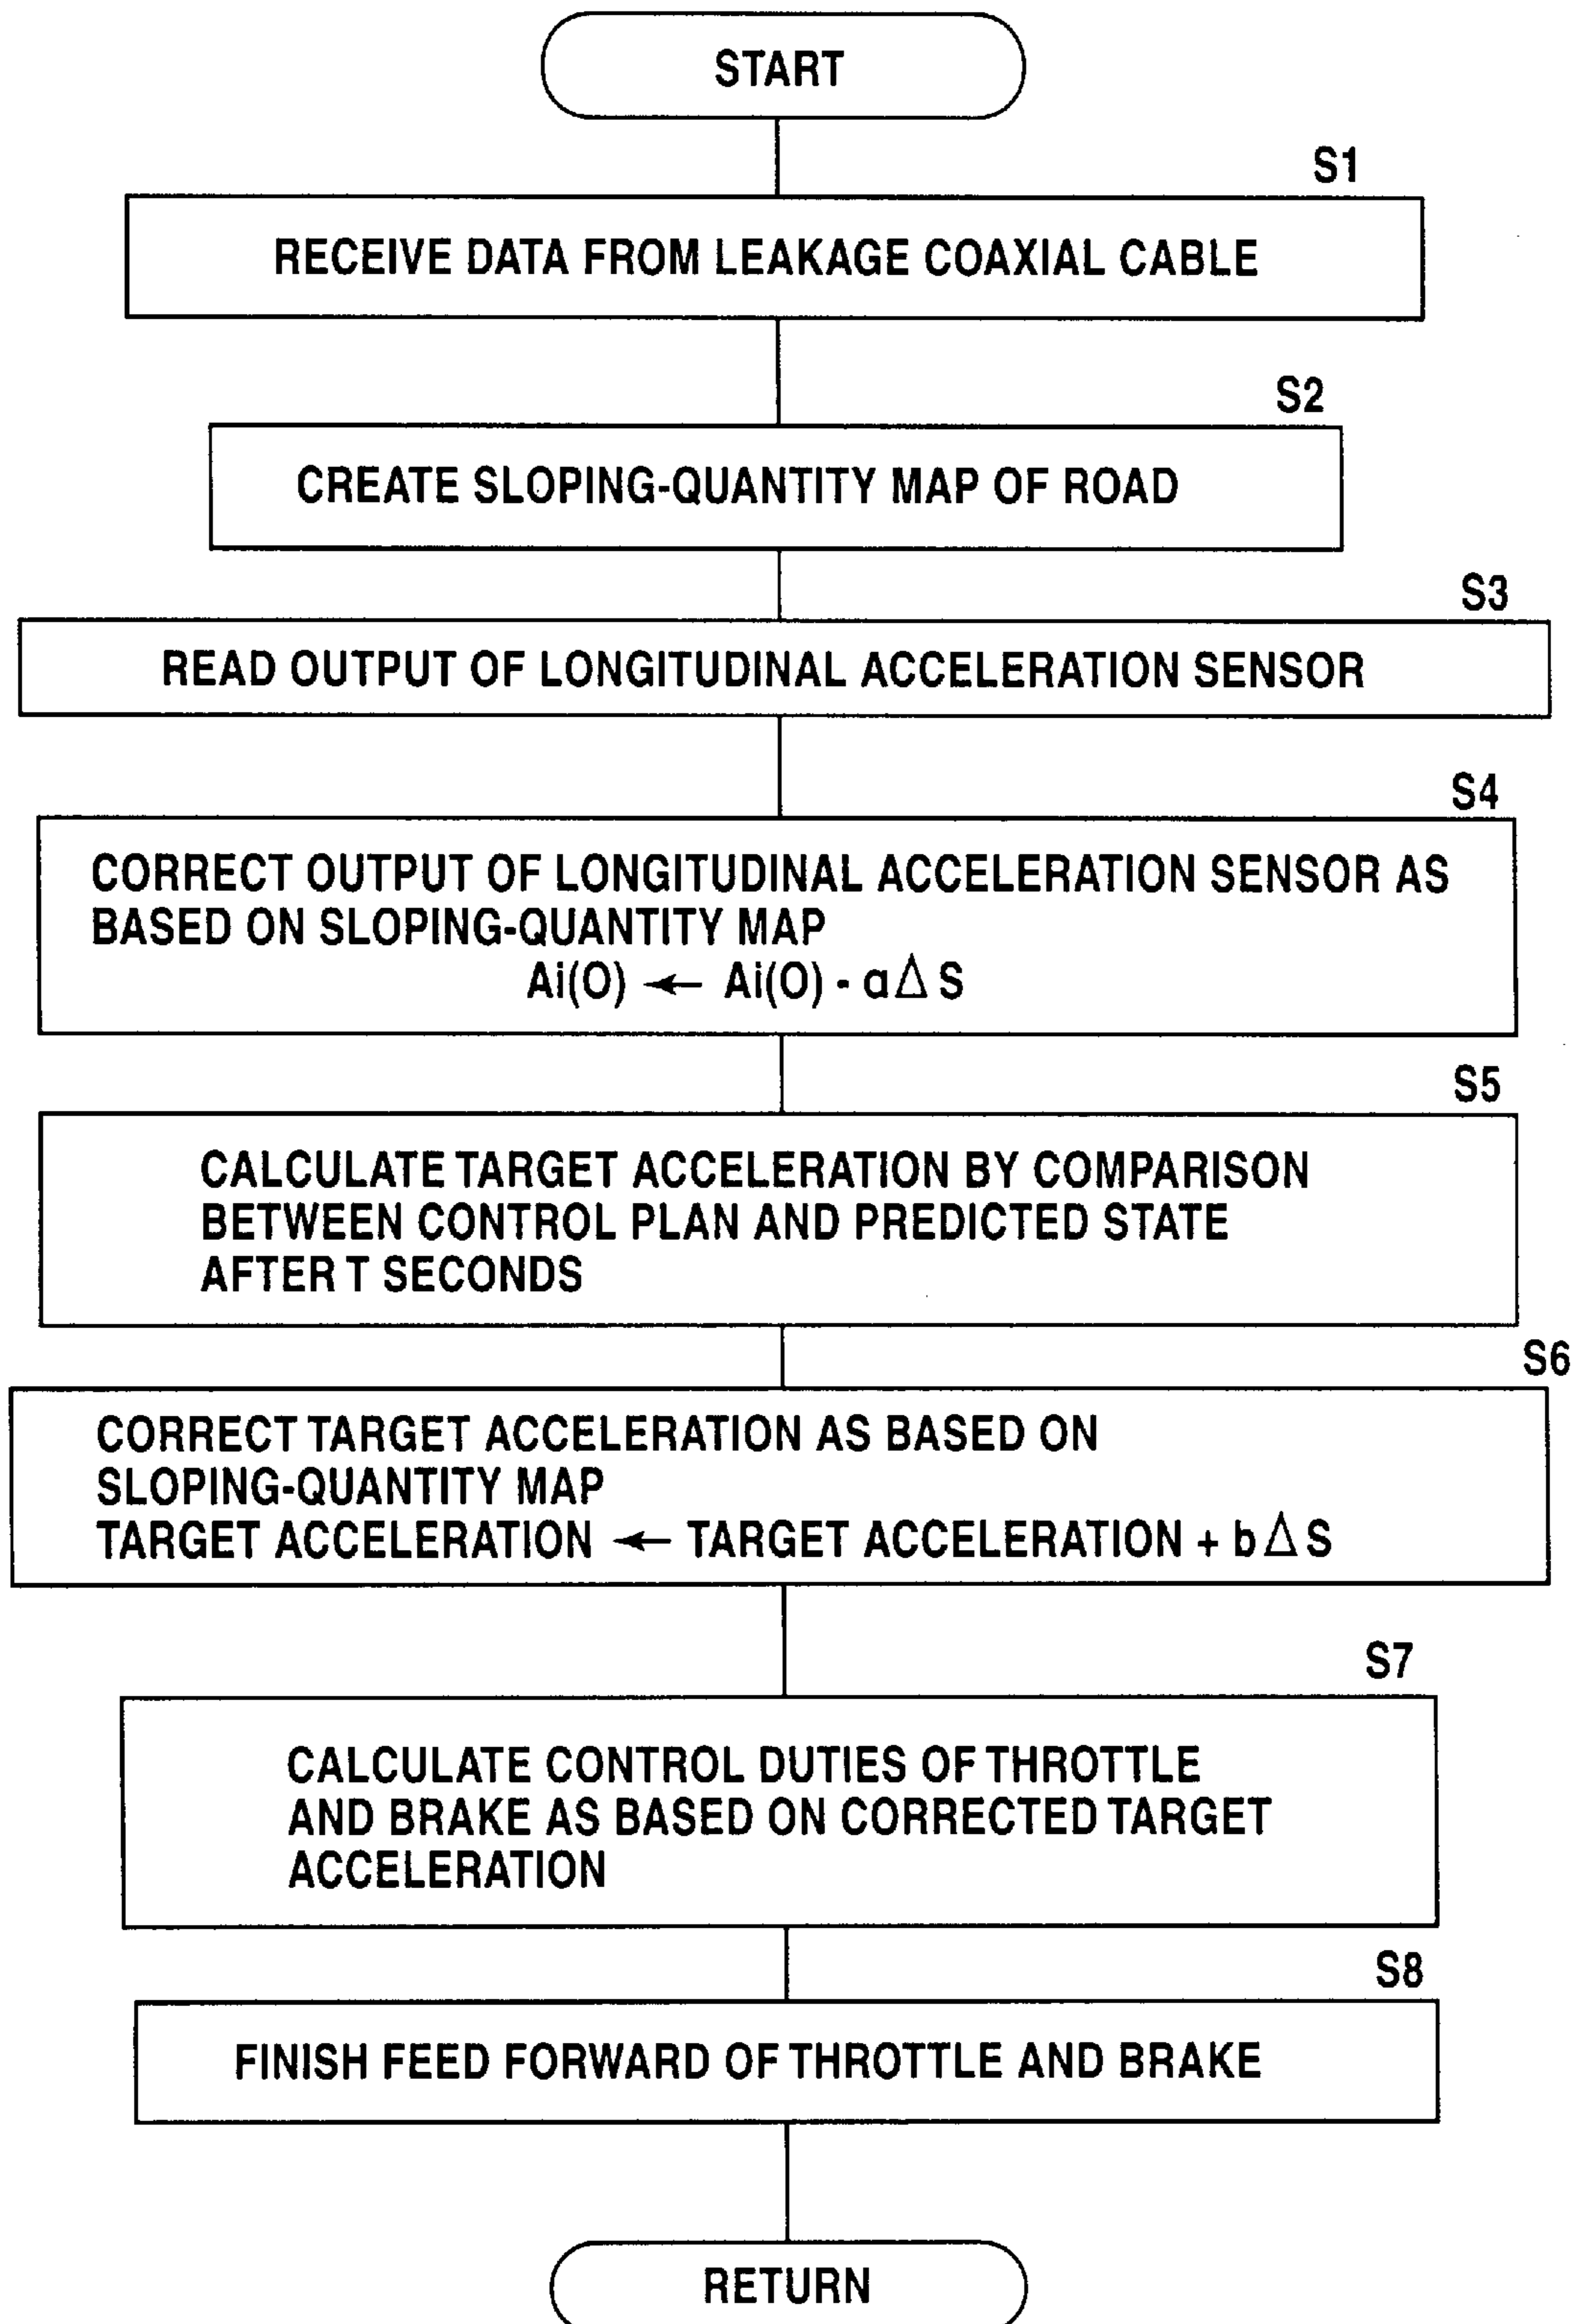 START
S1
RECEIVE DATA FROM LEAKAGE COAXIAL CABLE
S2
CREATE SLOPING-QUANTITY MAP OF ROAD
S3
READ OUTPUT OF LONGITUDINAL ACCELERATION SENSOR
S4
CORRECT OUTPUT OF LONGITUDINAL ACCELERATION SENSOR AS
BASED ON SLOPING-QUANTITY MAP
Ai(O) ← Ai(O) - a△S
S5
CALCULATE TARGET ACCELERATION BY COMPARISON
BETWEEN CONTROL PLAN AND PREDICTED STATE
AFTER T SECONDS
S6
CORRECT TARGET ACCELERATION AS BASED ON
SLOPING-QUANTITY MAP
TARGET ACCELERATION ← TARGET ACCELERATION + b△S
S7
CALCULATE CONTROL DUTIES OF THROTTLE
AND BRAKE AS BASED ON CORRECTED TARGET
ACCELERATION
S8
FINISH FEED FORWARD OF THROTTLE AND BRAKE
RETURN